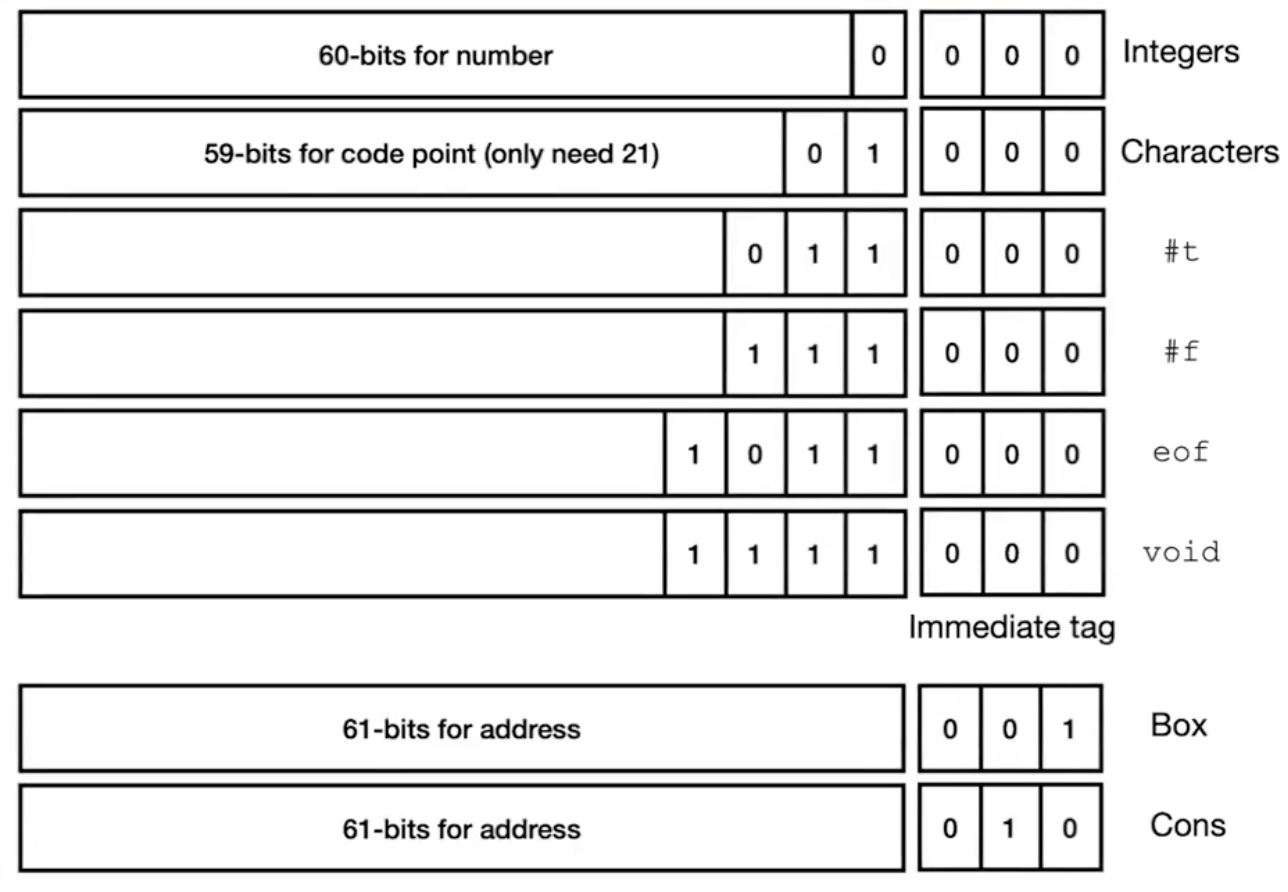 60-bits for number 0 0 0 0 Integers
59-bits for code point (only need 21) 0 1 0 0 0 Characters
0 1 1 0 0 0 #t
1 1 1 0 0 0 #f
1 0 1 1 0 0 0 eof
1 1 1 1 0 0 0 void
Immediate tag
61-bits for address 0 0 1 Box
61-bits for address 0 1 0 Cons